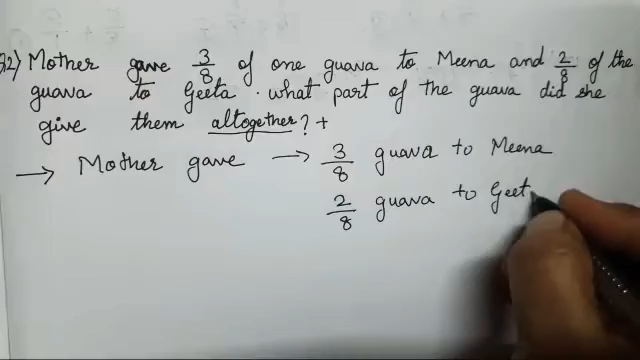 2) Mother gave 3/8 of one guava to Meena and 2/8 of the
guava to Geeta. what part of the guava did she
give them altogether? +
→ Mother gave → 3/8 guava to Meena
2/8 guava to Geet